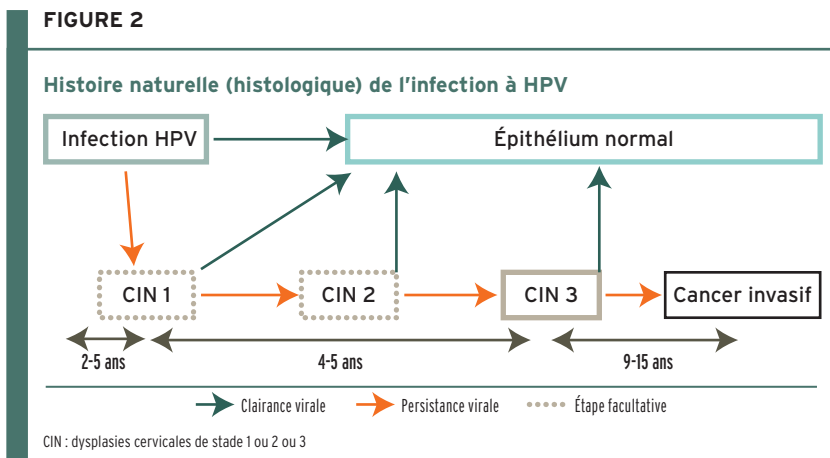 FIGURE 2
Histoire naturelle (histologique) de l'infection à HPV
Infection HPV
Épithélium normal
CIN 1
CIN 2
CIN 3
Cancer invasif
2-5 ans
4-5 ans
9-15 ans
Clairance virale
Persistance virale
Étape facultative
CIN : dysplasies cervicales de stade 1 ou 2 ou 3